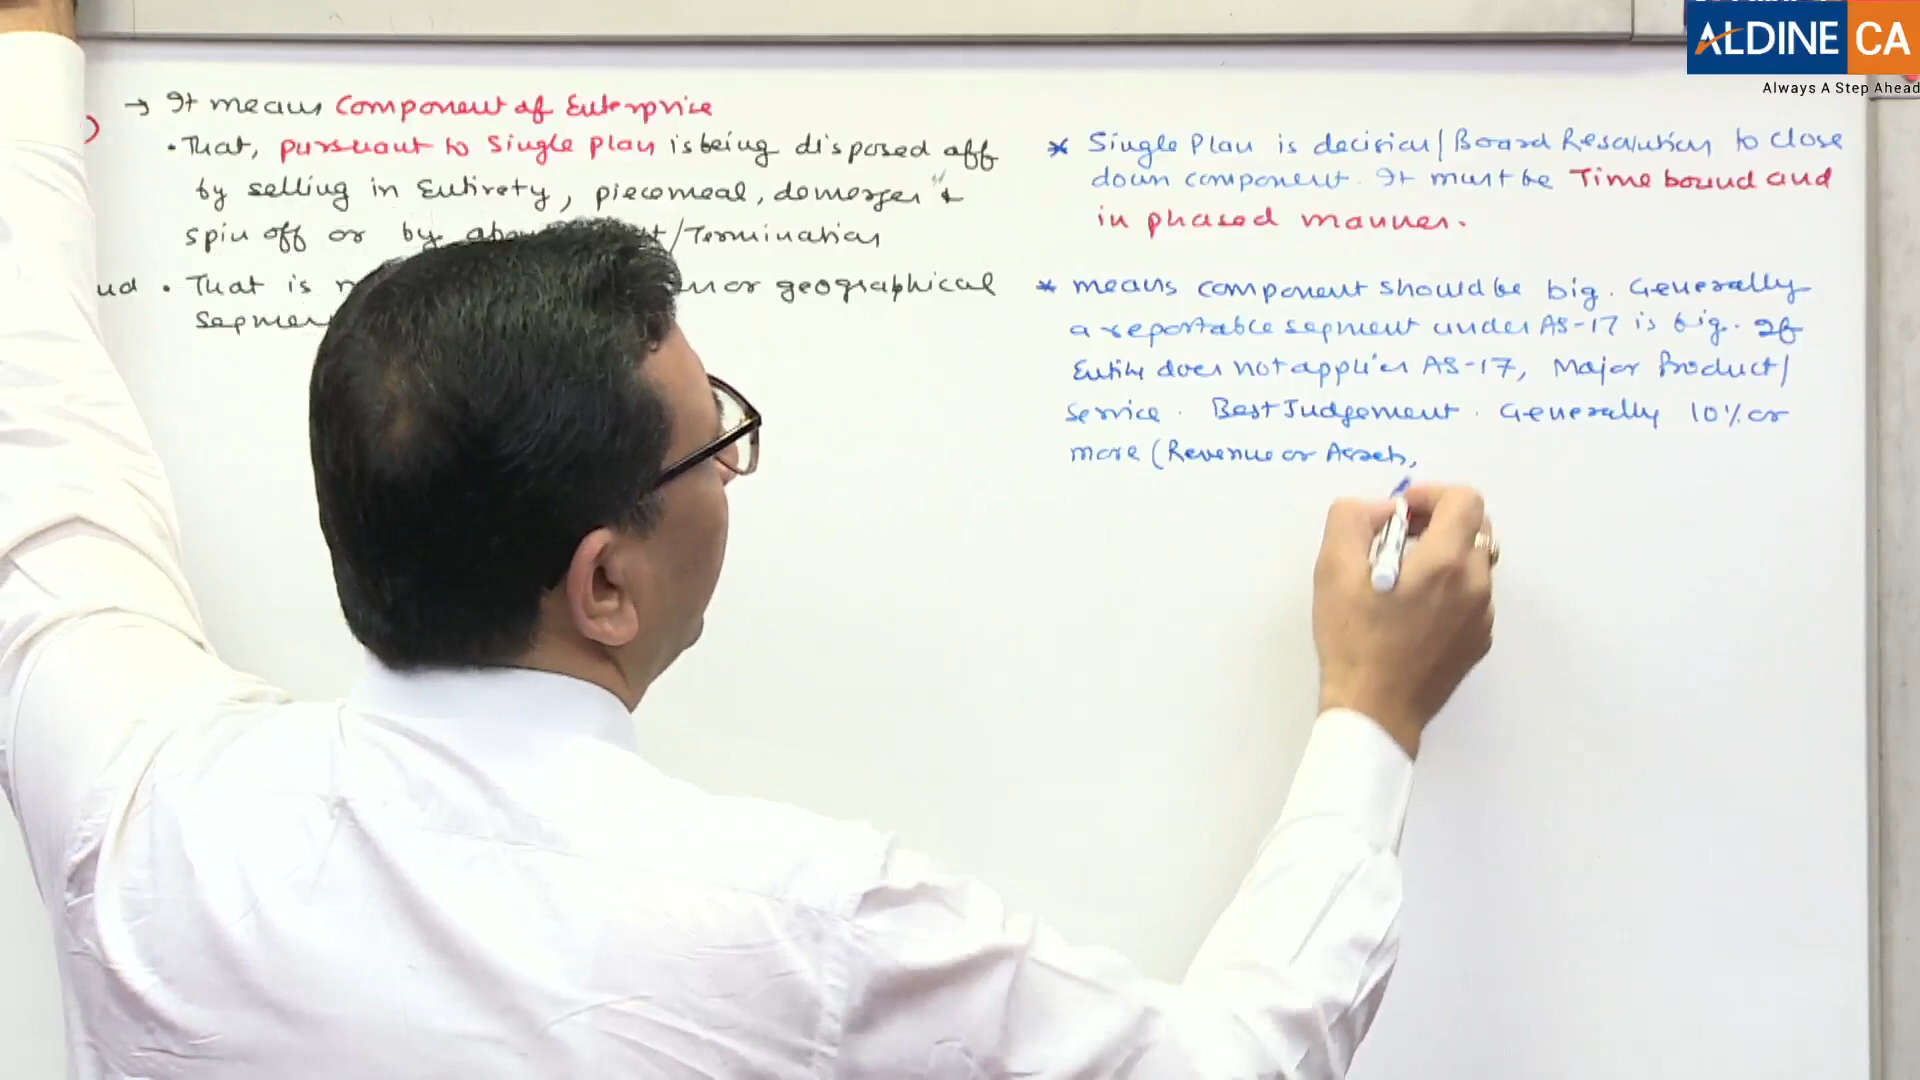 ALDINE CA
Always A Step Ahead
) → It means Component of Enterprise
• That, pursuant to Single plan is being disposed off
by selling in Entirety, piecemeal, demerger &
spin off or by /Termination
• That is or geographical
* Single Plan is decision/Board Resolution to close
down component. It must be Time bound and
in phased manner.
* means component should be big. Generally
a reportable segment under AS-17 is big. If
does not applies AS-17, Major Product/
Service. Best Judgement. Generally 10% or
more (Revenue or Assets,